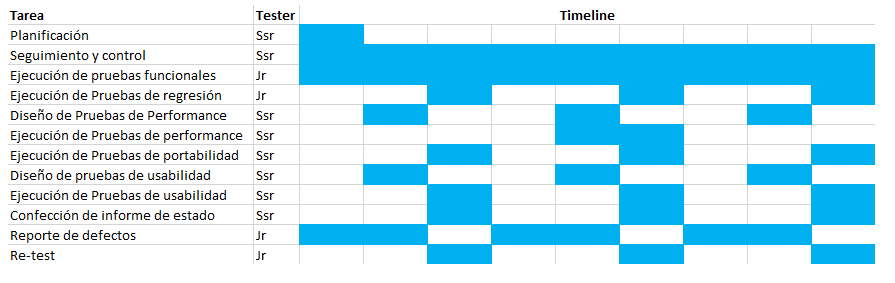 Tarea Tester Timeline
Planificación Ssr
Seguimiento y control Ssr
Ejecución de pruebas funcionales Jr
Ejecución de Pruebas de regresión Jr
Diseño de Pruebas de Performance Ssr
Ejecución de Pruebas de performance Ssr
Ejecución de Pruebas de portabilidad Ssr
Diseño de pruebas de usabilidad Ssr
Ejecución de Pruebas de usabilidad Ssr
Confección de informe de estado Ssr
Reporte de defectos Jr
Re-test Jr